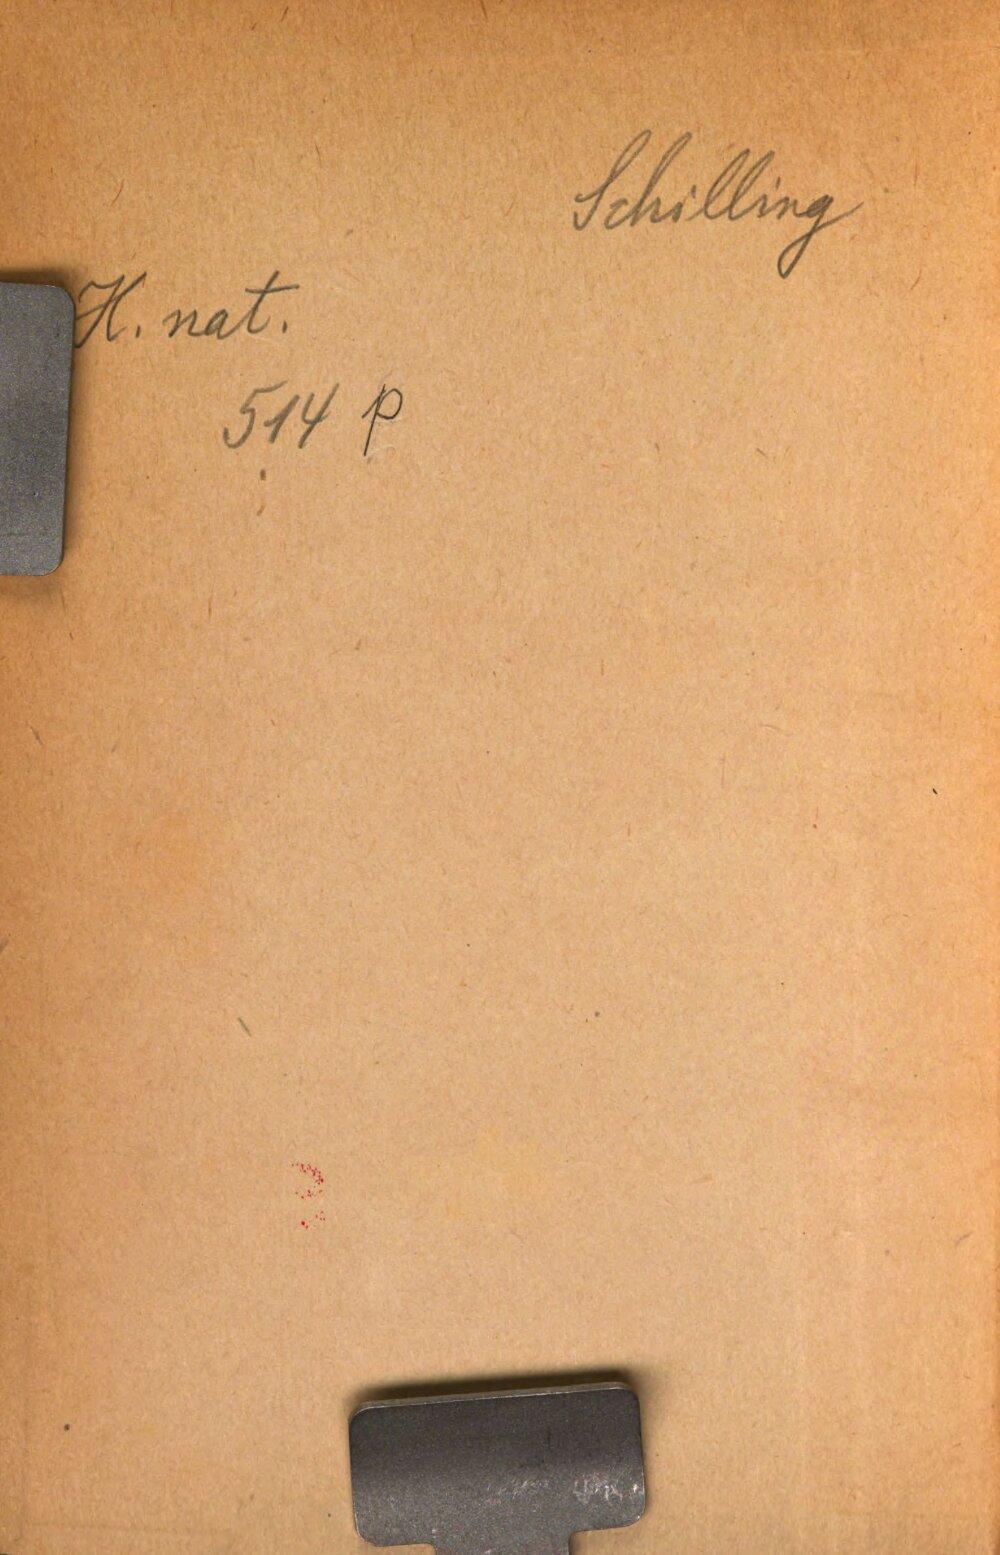 Schilling
H. nat.
514 p